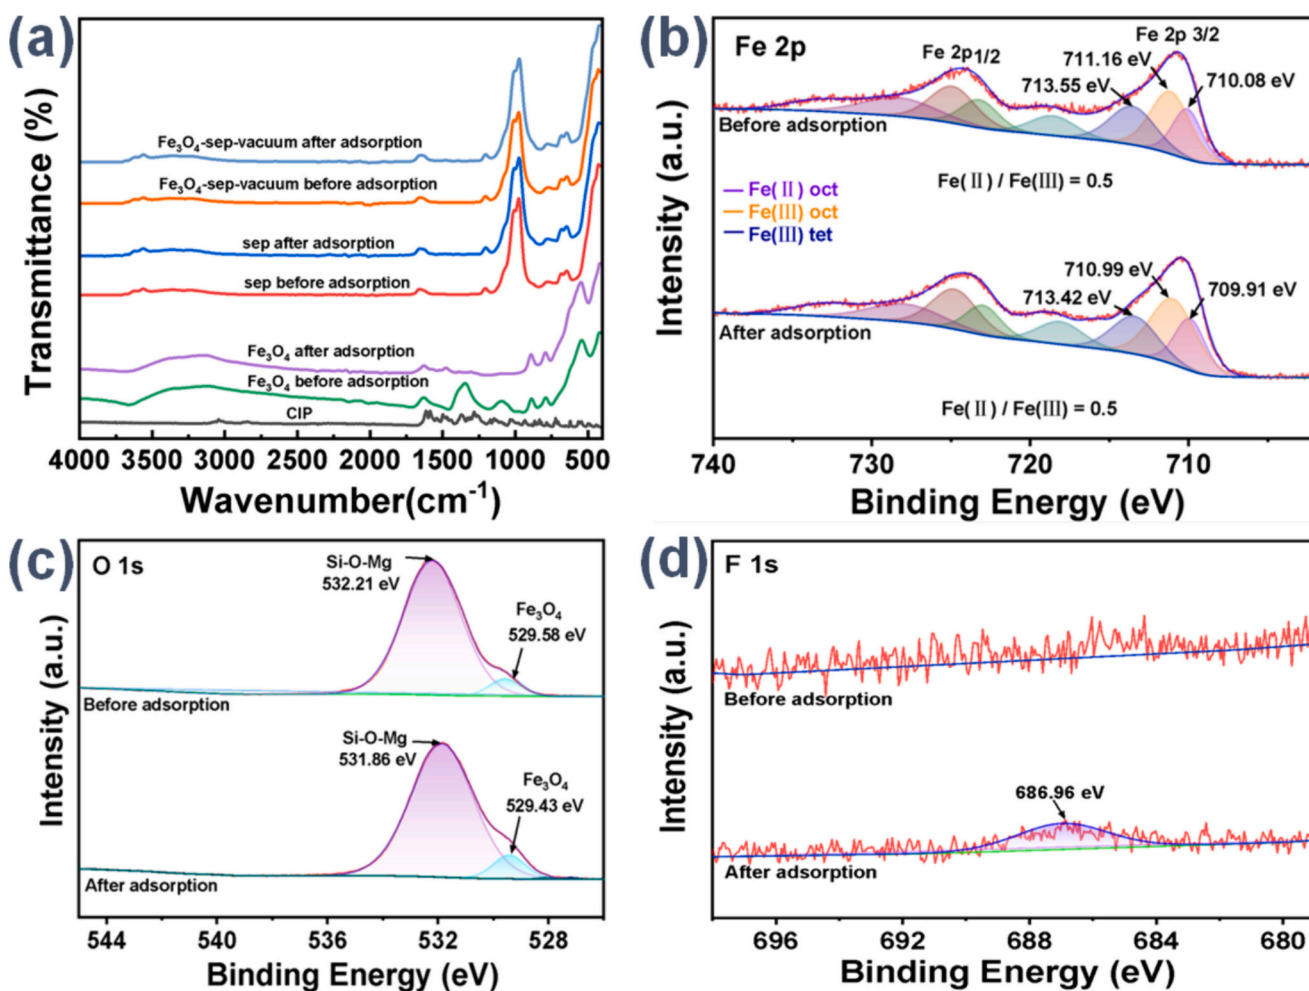 (a)
Transmittance (%)
Fe3O4-sep-vacuum after adsorption
Fe3O4-sep-vacuum before adsorption
sep after adsorption
sep before adsorption
Fe3O4 after adsorption
Fe3O4 before adsorption
CIP
4000 3500 3000 2500 2000 1500 1000 500
Wavenumber(cm-1)
(b)
Intensity (a.u.)
Fe 2p
Fe 2p1/2
Fe 2p 3/2
711.16 eV
713.55 eV
710.08 eV
Before adsorption
Fe(Ⅱ) / Fe(Ⅲ) = 0.5
Fe(Ⅱ) oct
Fe(Ⅲ) oct
Fe(Ⅲ) tet
710.99 eV
713.42 eV
709.91 eV
After adsorption
Fe(Ⅱ) / Fe(Ⅲ) = 0.5
740 730 720 710
Binding Energy (eV)
(c)
Intensity (a.u.)
O 1s
Si-O-Mg
532.21 eV
Fe3O4
529.58 eV
Before adsorption
Si-O-Mg
531.86 eV
Fe3O4
529.43 eV
After adsorption
544 540 536 532 528
Binding Energy (eV)
(d)
Intensity (a.u.)
F 1s
Before adsorption
686.96 eV
After adsorption
696 692 688 684 680
Binding Energy (eV)